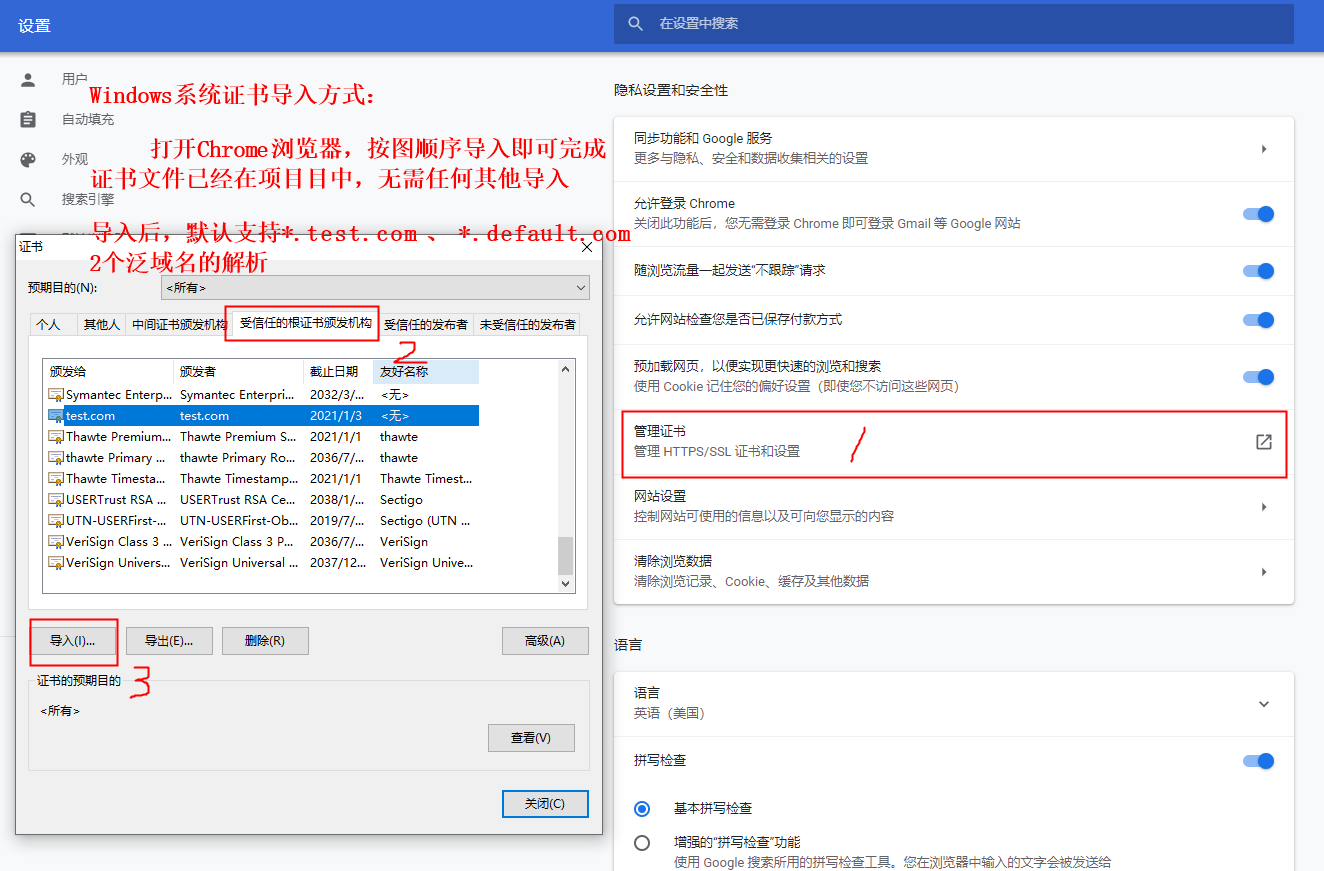 设置
在设置中搜索
用户
Windows系统证书导入方式：
自动填充
打开Chrome浏览器，按图顺序导入即可完成
外观
证书文件已经在项目目中，无需任何其他导入
搜索引擎
导入后，默认支持*.test.com 、 *.default.com
2个泛域名的解析
证书
预期目的(N):
<所有>
个人
其他人
中间证书颁发机构
受信任的根证书颁发机构
受信任的发布者
未受信任的发布者
2
颁发给 颁发者 截止日期 友好名称
Symantec Enterp... Symantec Enterpri... 2032/3/... <无>
test.com test.com 2021/1/3 <无>
Thawte Premium... Thawte Premium S... 2021/1/1 thawte
thawte Primary ... thawte Primary Ro... 2036/7/... thawte
Thawte Timesta... Thawte Timestamp... 2021/1/1 Thawte Timest...
USERTrust RSA ... USERTrust RSA Ce... 2038/1/... Sectigo
UTN-USERFirst-... UTN-USERFirst-Ob... 2019/7/... Sectigo (UTN ...
VeriSign Class 3 ... VeriSign Class 3 P... 2036/7/... VeriSign
VeriSign Univers... VeriSign Universal ... 2037/12... VeriSign Unive...
导入(I)...
导出(E)...
删除(R)
高级(A)
3
证书的预期目的
<所有>
查看(V)
关闭(C)
隐私设置和安全性
同步功能和 Google 服务
更多与隐私、安全和数据收集相关的设置
允许登录 Chrome
关闭此功能后，您无需登录 Chrome 即可登录 Gmail 等 Google 网站
随浏览流量一起发送“不跟踪”请求
允许网站检查您是否已保存付款方式
预加载网页，以便实现更快速的浏览和搜索
使用 Cookie 记住您的偏好设置（即使您不访问这些网页）
管理证书
管理 HTTPS/SSL 证书和设置
1
网站设置
控制网站可使用的信息以及可向您显示的内容
清除浏览数据
清除浏览记录、Cookie、缓存及其他数据
语言
语言
英语（美国）
拼写检查
基本拼写检查
增强的“拼写检查”功能
使用 Google 搜索所用的拼写检查工具。您在浏览器中输入的文字会被发送给